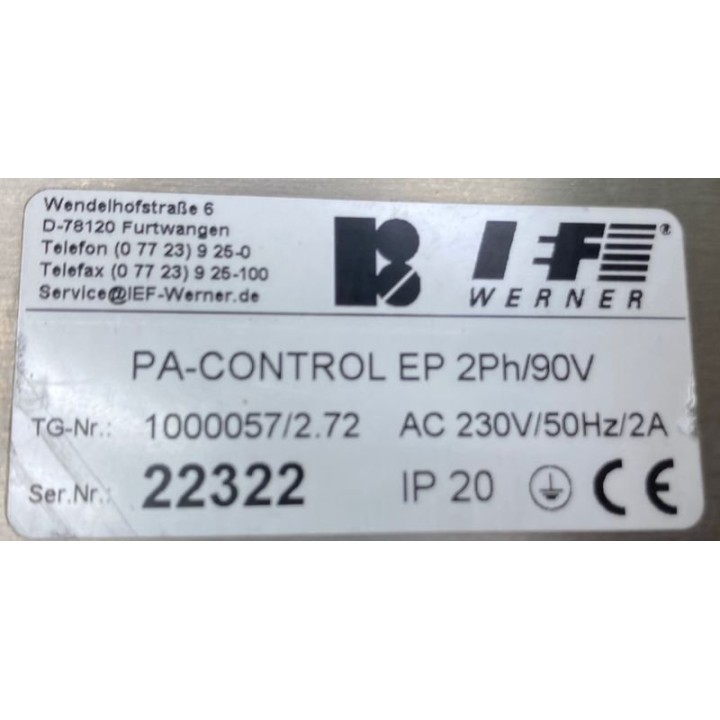 Wendelhofstraße 6
D-78120 Furtwangen
Telefon (0 77 23) 9 25-0
Telefax (0 77 23) 9 25-100
Service@IEF-Werner.de
IEF®
WERNER
PA-CONTROL EP 2Ph/90V
TG-Nr.: 1000057/2.72 AC 230V/50Hz/2A
Ser.Nr.: 22322 IP 20 CE